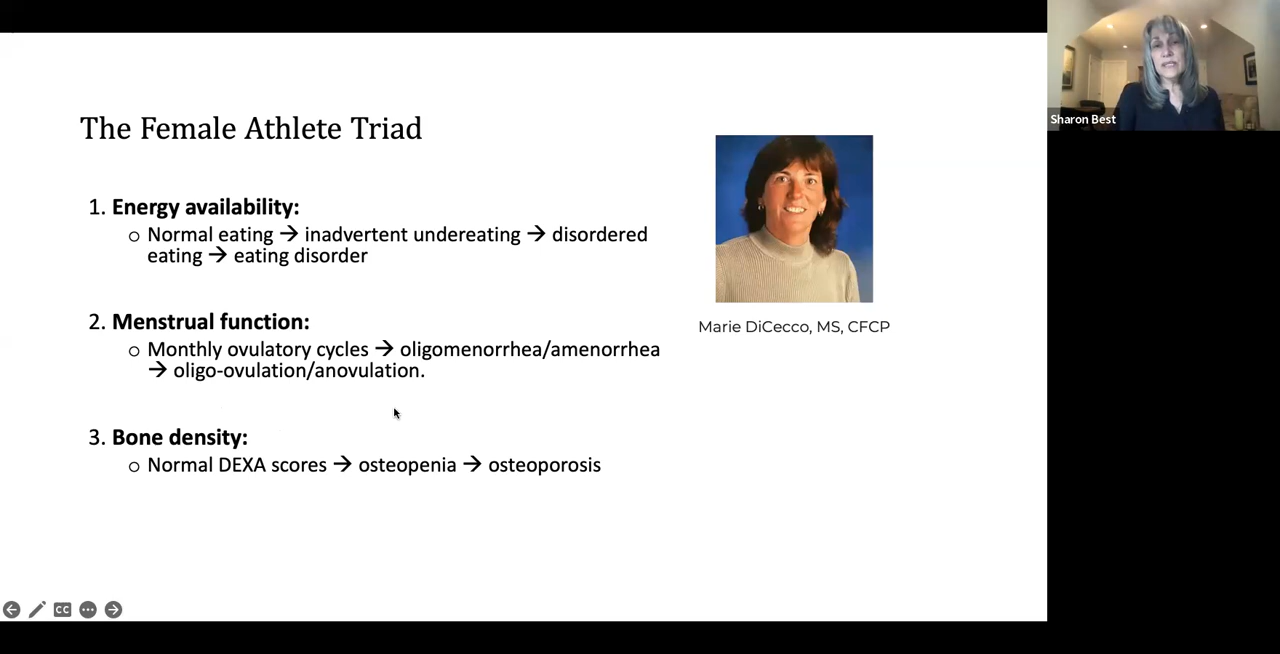 Sharon Best
The Female Athlete Triad
1. Energy availability:
o Normal eating → inadvertent undereating → disordered
eating → eating disorder
Marie DiCecco, MS, CFCP
2. Menstrual function:
o Monthly ovulatory cycles → oligomenorrhea/amenorrhea
→ oligo-ovulation/anovulation.
3. Bone density:
o Normal DEXA scores → osteopenia → osteoporosis
CC